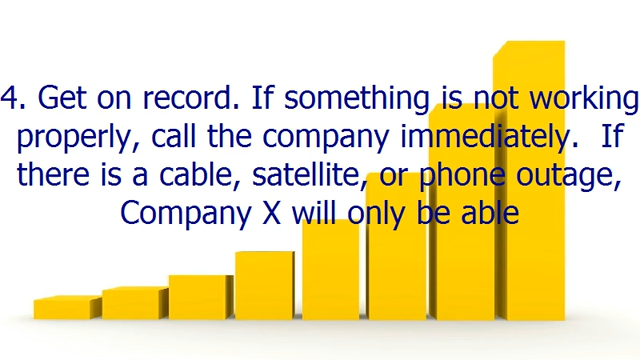 4. Get on record. If something is not working
properly, call the company immediately.  If
there is a cable, satellite, or phone outage,
Company X will only be able